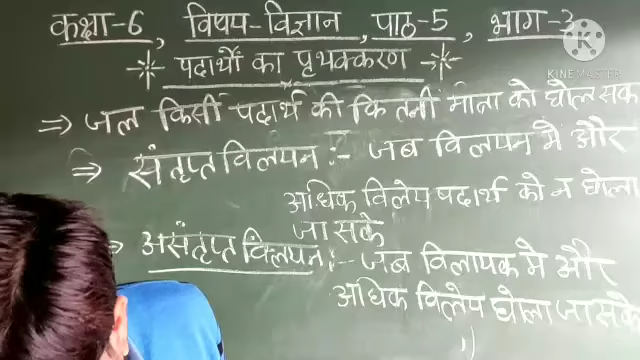 कक्षा-6, विषय-विज्ञान, पाठ-5, भाग-3
KINEMASTER
पदार्थों का पृथक्करण
⇒ जल किसी पदार्थ की कितनी मात्रा को घोल सक
⇒ संतृप्त विलयन :- जब विलयन मे और
अधिक विलेय पदार्थ को न घोला
जा सके
⇒ असंतृप्त विलयन :- जब विलायक मे और
अधिक विलेय घोला जा सके